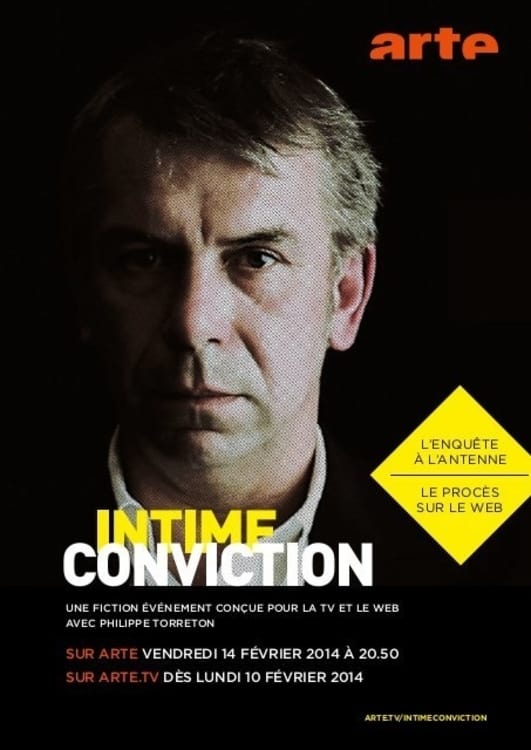 arte
L'ENQUÊTE
À L'ANTENNE
LE PROCÈS
SUR LE WEB
INTIME
CONVICTION
UNE FICTION ÉVÉNEMENT CONÇUE POUR LA TV ET LE WEB
AVEC PHILIPPE TORRETON
SUR ARTE VENDREDI 14 FÉVRIER 2014 À 20.50
SUR ARTE.TV DÈS LUNDI 10 FÉVRIER 2014
ARTE.TV/INTIMECONVICTION